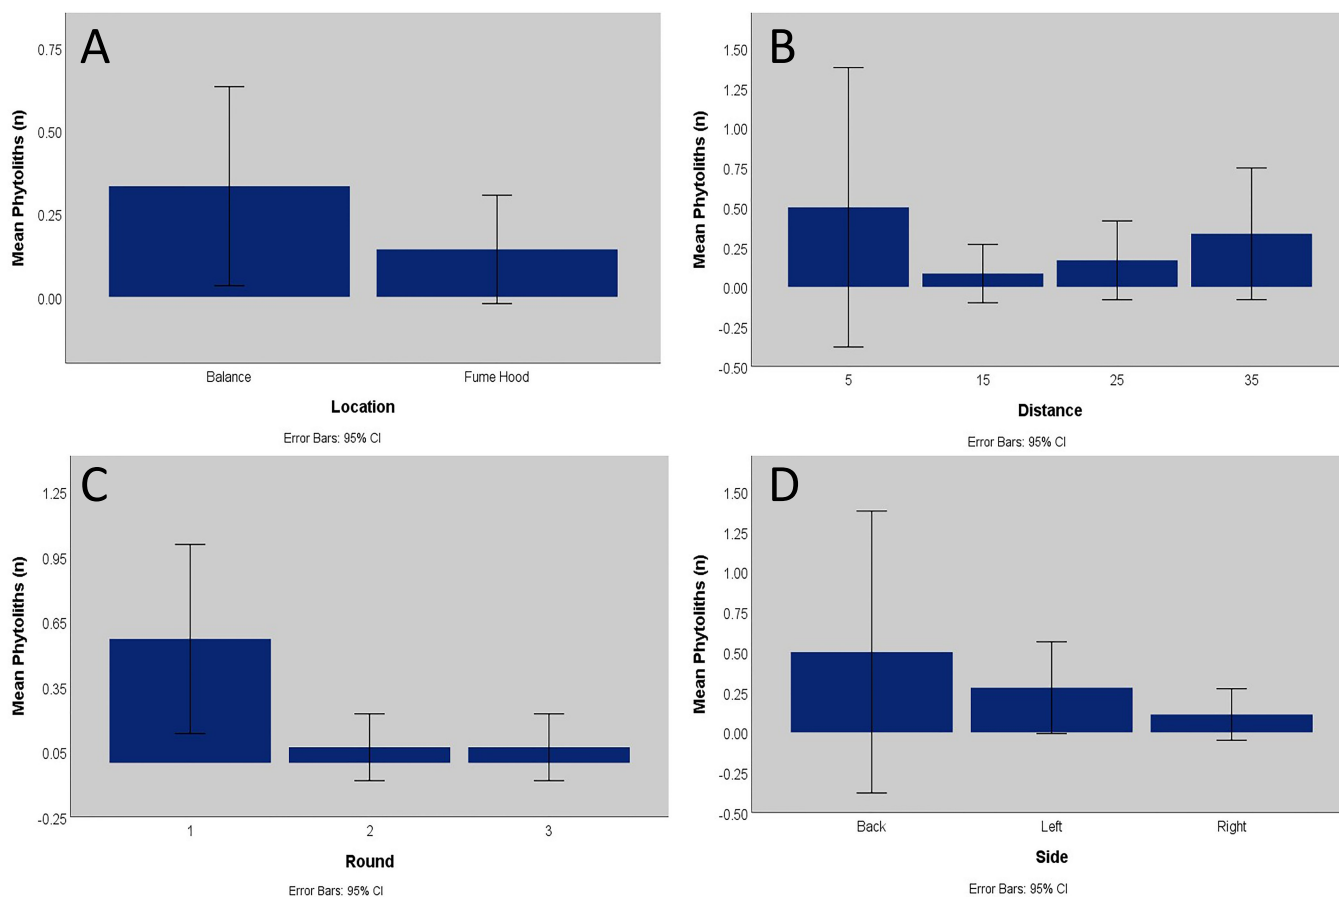 A
Mean Phytoliths (n)
0.75
0.50
0.25
0.00
Balance
Fume Hood
Location
Error Bars: 95% CI
B
Mean Phytoliths (n)
1.50
1.25
1.00
0.75
0.50
0.25
0.00
-0.25
-0.50
5
15
25
35
Distance
Error Bars: 95% CI
C
Mean Phytoliths (n)
1.25
0.95
0.65
0.35
0.05
-0.25
1
2
3
Round
Error Bars: 95% CI
D
Mean Phytoliths (n)
1.50
1.25
1.00
0.75
0.50
0.25
0.00
-0.25
-0.50
Back
Left
Right
Side
Error Bars: 95% CI